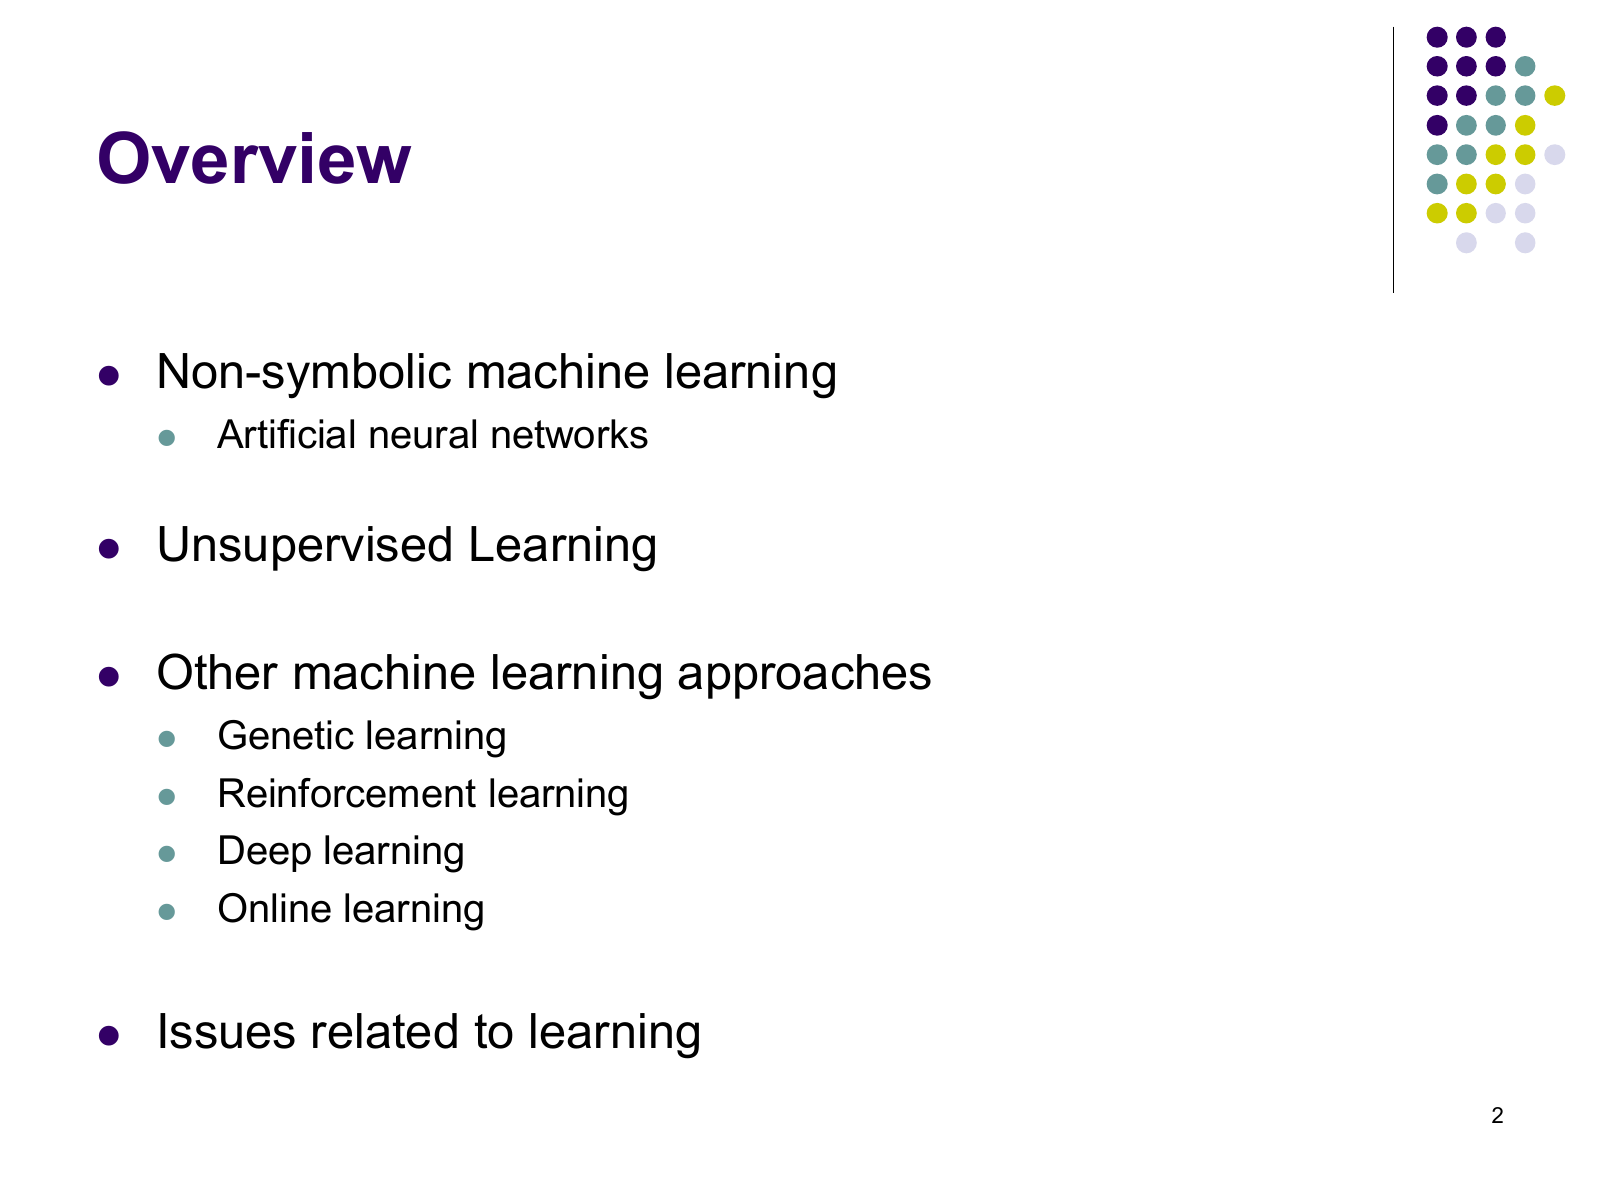 Overview
Non-symbolic machine learning
Artificial neural networks
Unsupervised Learning
Other machine learning approaches
Genetic learning
Reinforcement learning
Deep learning
Online learning
Issues related to learning
2